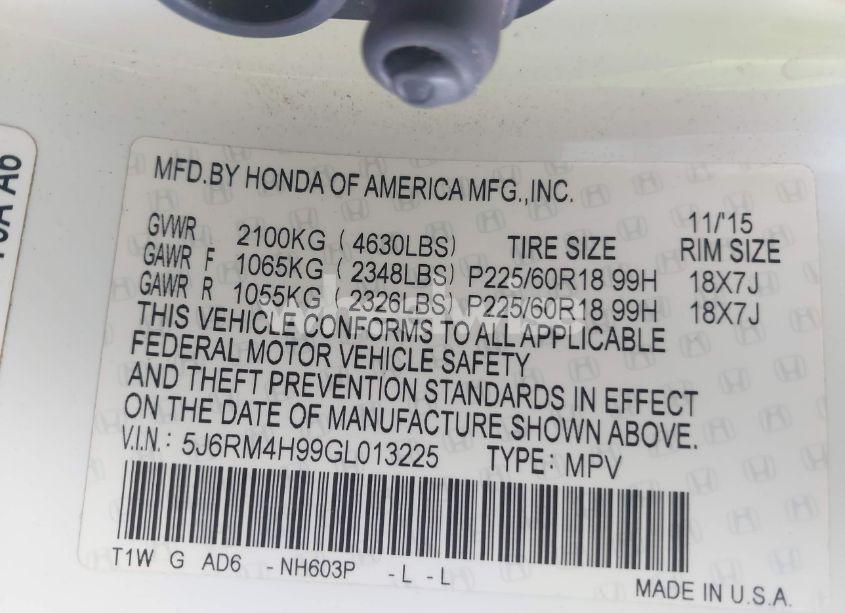 MFD.BY HONDA OF AMERICA MFG.,INC.
11/'15
GVWR 2100KG ( 4630LBS) TIRE SIZE RIM SIZE
GAWR F 1065KG ( 2348LBS) P225/60R18 99H 18X7J
GAWR R 1055KG ( 2326LBS) P225/60R18 99H 18X7J
THIS VEHICLE CONFORMS TO ALL APPLICABLE
FEDERAL MOTOR VEHICLE SAFETY
AND THEFT PREVENTION STANDARDS IN EFFECT
ON THE DATE OF MANUFACTURE SHOWN ABOVE.
V.I.N.: 5J6RM4H99GL013225 TYPE: MPV
T1W G AD6 -NH603P -L -L
MADE IN U.S.A.